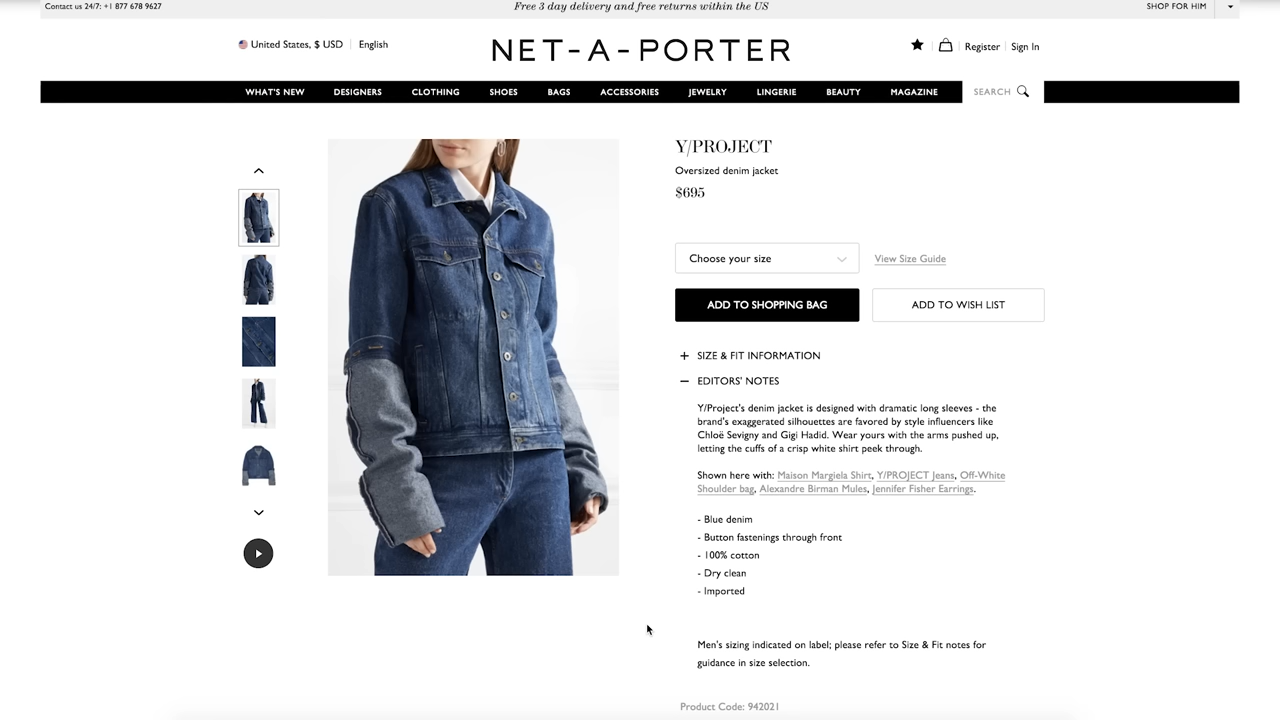 Contact us 24/7: +1 877 678 9627
Free 3 day delivery and free returns within the US
SHOP FOR HIM
United States, $ USD
English
NET-A-PORTER
Register
Sign In
WHAT'S NEW
DESIGNERS
CLOTHING
SHOES
BAGS
ACCESSORIES
JEWELRY
LINGERIE
BEAUTY
MAGAZINE
SEARCH
Y/PROJECT
Oversized denim jacket
$695
Choose your size
View Size Guide
ADD TO SHOPPING BAG
ADD TO WISH LIST
+ SIZE & FIT INFORMATION
– EDITORS' NOTES
Y/Project's denim jacket is designed with dramatic long sleeves - the
brand's exaggerated silhouettes are favored by style influencers like
Chloë Sevigny and Gigi Hadid. Wear yours with the arms pushed up,
letting the cuffs of a crisp white shirt peek through.
Shown here with: Maison Margiela Shirt, Y/PROJECT Jeans, Off-White
Shoulder bag, Alexandre Birman Mules, Jennifer Fisher Earrings.
- Blue denim
- Button fastenings through front
- 100% cotton
- Dry clean
- Imported
Men's sizing indicated on label; please refer to Size & Fit notes for
guidance in size selection.
Product Code: 942021